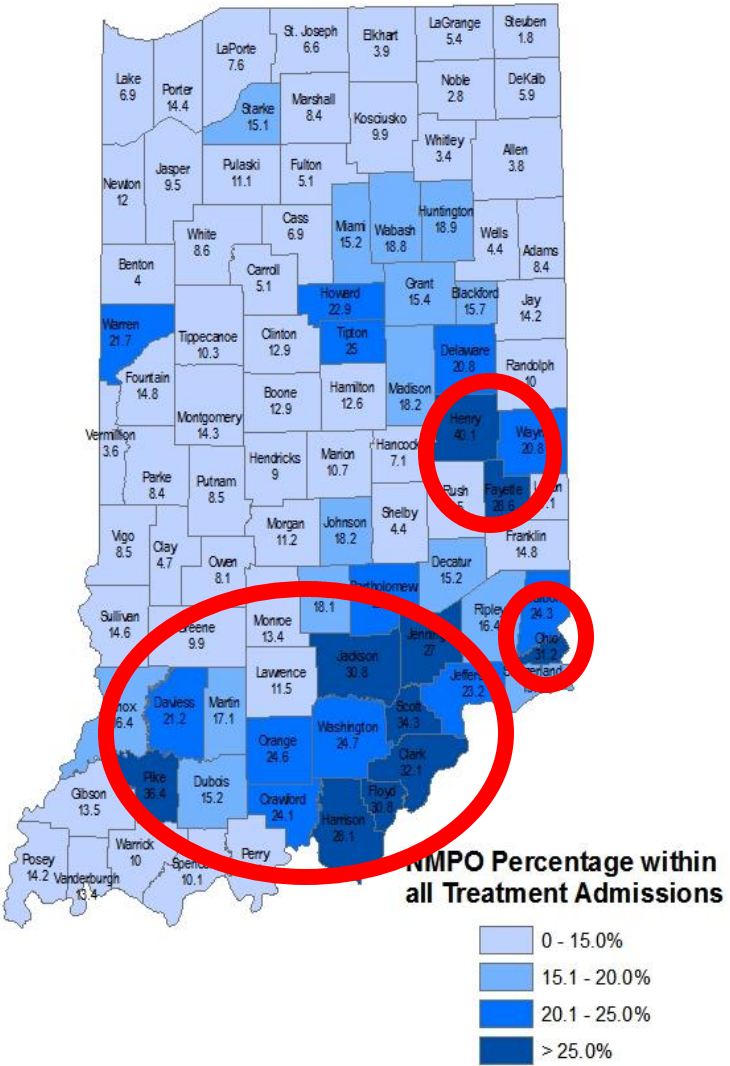 St. Joseph
6.6
Elkhart
3.9
LaGrange
5.4
Steuben
1.8
LaPorte
7.6
Lake
6.9
Porter
14.4
Starke
15.1
Marshall
8.4
Kosciusko
9.9
Noble
2.8
DeKalb
5.9
Whitley
3.4
Allen
3.8
Newton
12
Jasper
9.5
Pulaski
11.1
Fulton
5.1
Miami
15.2
Wabash
18.8
Huntington
18.9
Wells
4.4
Adams
8.4
White
8.6
Cass
6.9
Benton
4
Carroll
5.1
Howard
22.9
Grant
15.4
Blackford
15.7
Jay
14.2
Warren
21.7
Tippecanoe
10.3
Clinton
12.9
Tipton
25
Delaware
20.8
Randolph
10
Fountain
14.8
Montgomery
14.3
Boone
12.9
Hamilton
12.6
Madison
18.2
Henry
40.1
20.8
Vermillion
3.6
Parke
8.4
Putnam
8.5
Hendricks
9
Marion
10.7
Hancock
7.1
Rush
Fayette
28.6
Shelby
4.4
Morgan
11.2
Johnson
18.2
Franklin
14.8
Vigo
8.5
Clay
4.7
Owen
8.1
Decatur
15.2
18.1
24.3
Ripley
16.4
Ohio
31.2
Sullivan
14.6
9.9
Monroe
13.4
Jackson
30.8
27
Lawrence
11.5
23.2
Daviess
21.2
Martin
17.1
Orange
24.6
Washington
24.7
Scott
34.3
Clark
32.1
Pike
36.4
Dubois
15.2
Crawford
24.1
Floyd
30.8
Harrison
28.1
Gibson
13.5
Posey
14.2
Vanderburgh
13.4
Warrick
10
10.1
Perry
NMPO Percentage within
all Treatment Admissions
0 - 15.0%
15.1 - 20.0%
20.1 - 25.0%
> 25.0%